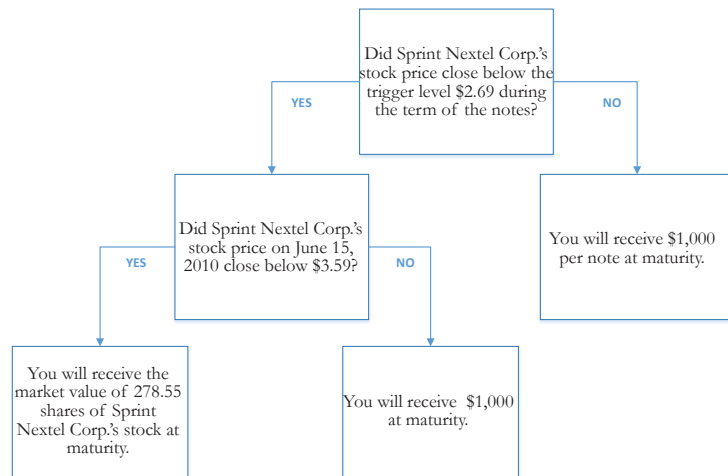 Did Sprint Nextel Corp.'s
stock price close below the
trigger level $2.69 during
the term of the notes?
YES
NO
Did Sprint Nextel Corp.'s
stock price on June 15,
2010 close below $3.59?
You will receive $1,000
per note at maturity.
YES
NO
You will receive the
market value of 278.55
shares of Sprint
Nextel Corp.'s stock at
maturity.
You will receive $1,000
at maturity.